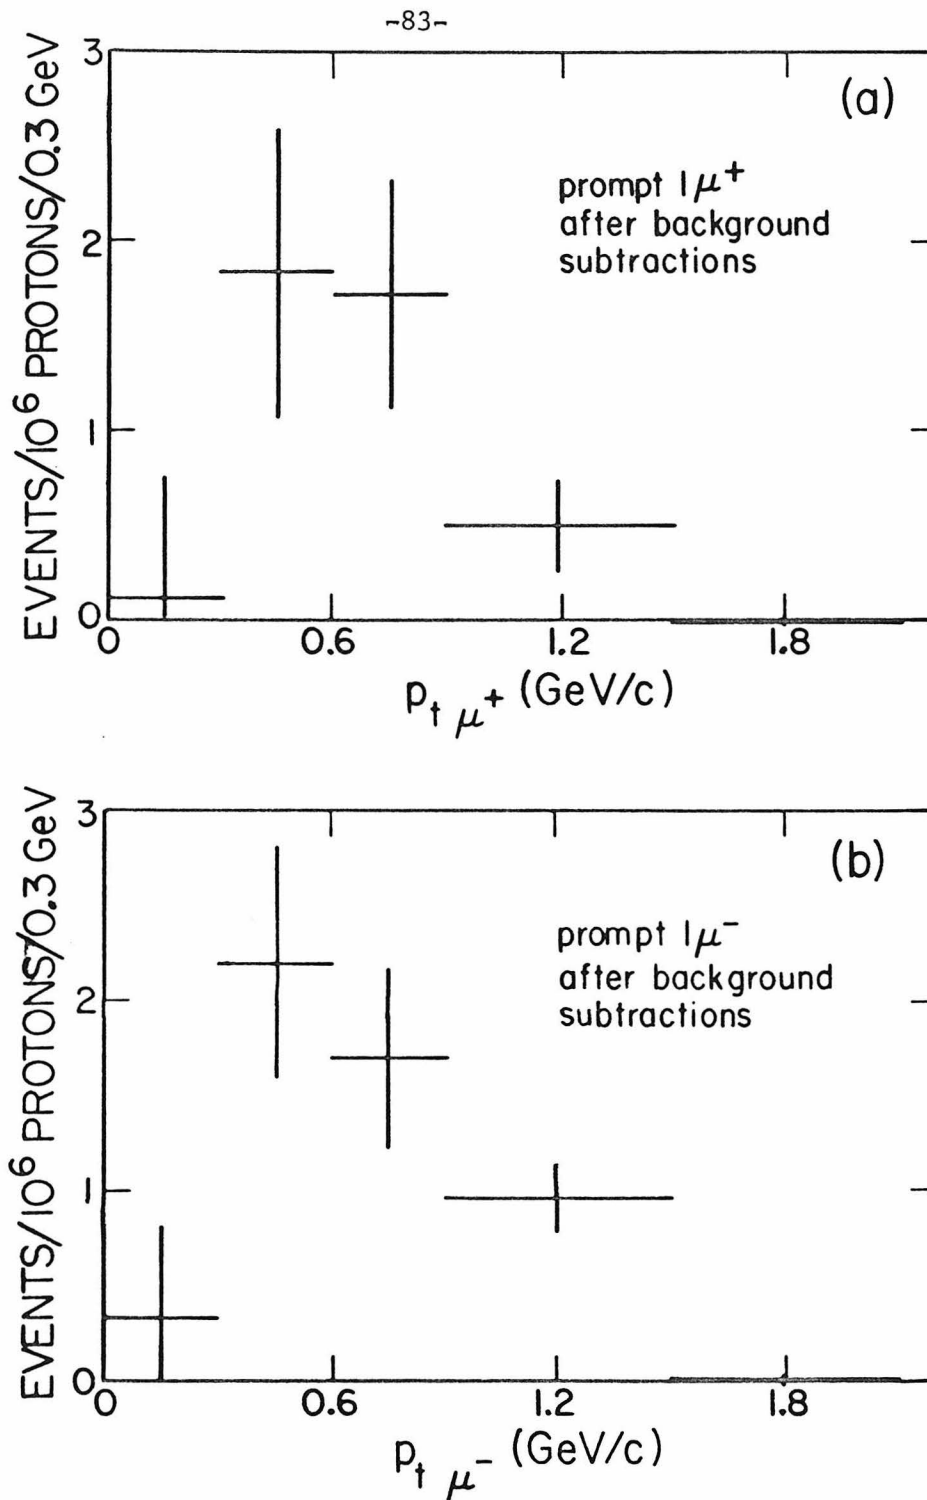 -83-
EVENTS/10⁶ PROTONS/0.3 GeV
3
2
1
0
(a)
prompt 1μ⁺
after background
subtractions
0 0.6 1.2 1.8
pₜ μ⁺ (GeV/c)
EVENTS/10⁶ PROTONS/0.3 GeV
3
2
1
0
(b)
prompt 1μ⁻
after background
subtractions
0 0.6 1.2 1.8
pₜ μ⁻ (GeV/c)